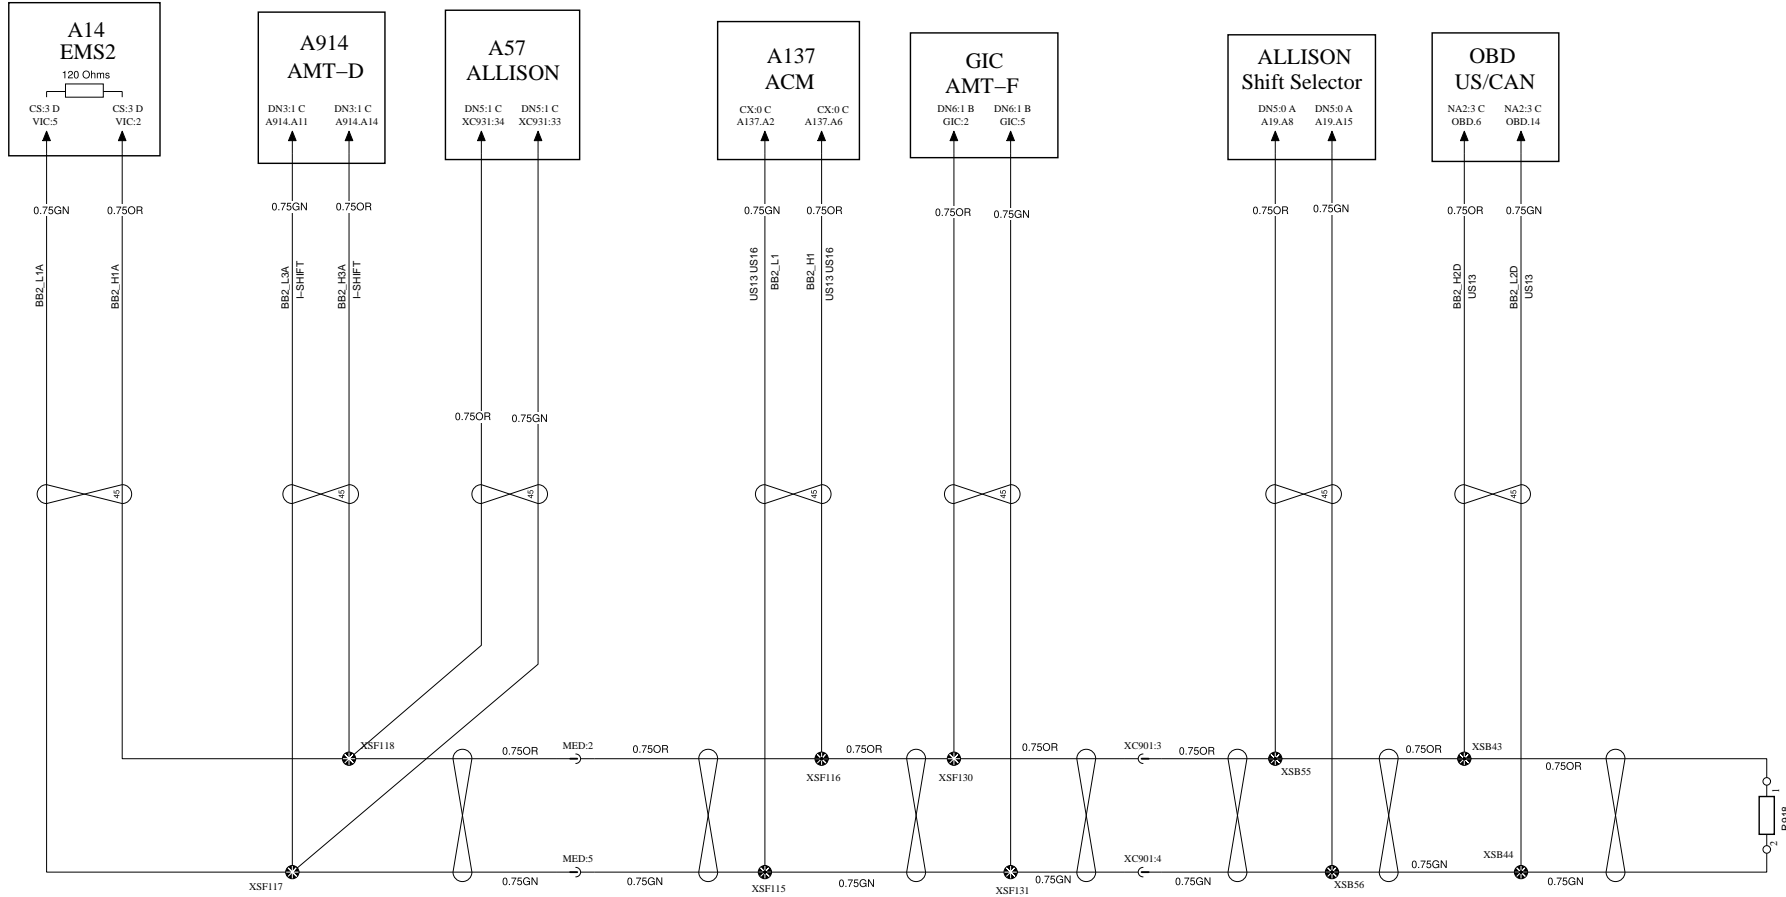 A14
EMS2
120 Ohms
CS:3 D
VIC:5
CS:3 D
VIC:2
A914
AMT-D
DN3:1 C
A914.A11
DN3:1 C
A914.A14
A57
ALLISON
DN5:1 C
XC931:34
DN5:1 C
XC931:33
A137
ACM
CX:0 C
A137.A2
CX:0 C
A137.A6
GIC
AMT-F
DN6:1 B
GIC:2
DN6:1 B
GIC:5
ALLISON
Shift Selector
DN5:0 A
A19.A8
DN5:0 A
A19.A15
OBD
US/CAN
NA2:3 C
OBD.6
NA2:3 C
OBD.14
0.75GN
0.75OR
0.75GN
0.75OR
0.75GN
0.75OR
0.75OR
0.75GN
0.75OR
0.75GN
0.75OR
0.75GN
BB2_L1A
BB2_H1A
BB2_L3A
I-SHIFT
BB2_H3A
I-SHIFT
US13 US16
BB2_L1
BB2_H1
US13 US16
BB2_H2D
US13
BB2_L2D
US13
0.75OR
0.75GN
45
45
45
45
45
45
45
XSF118
0.75OR
MED:2
0.75OR
XSF116
0.75OR
XSF130
0.75OR
XC901:3
0.75OR
XSB55
0.75OR
XSB43
0.75OR
1
R918
2
XSF117
0.75GN
MED:5
0.75GN
XSF115
0.75GN
XSF131
0.75GN
XC901:4
0.75GN
XSB56
0.75GN
XSB44
0.75GN